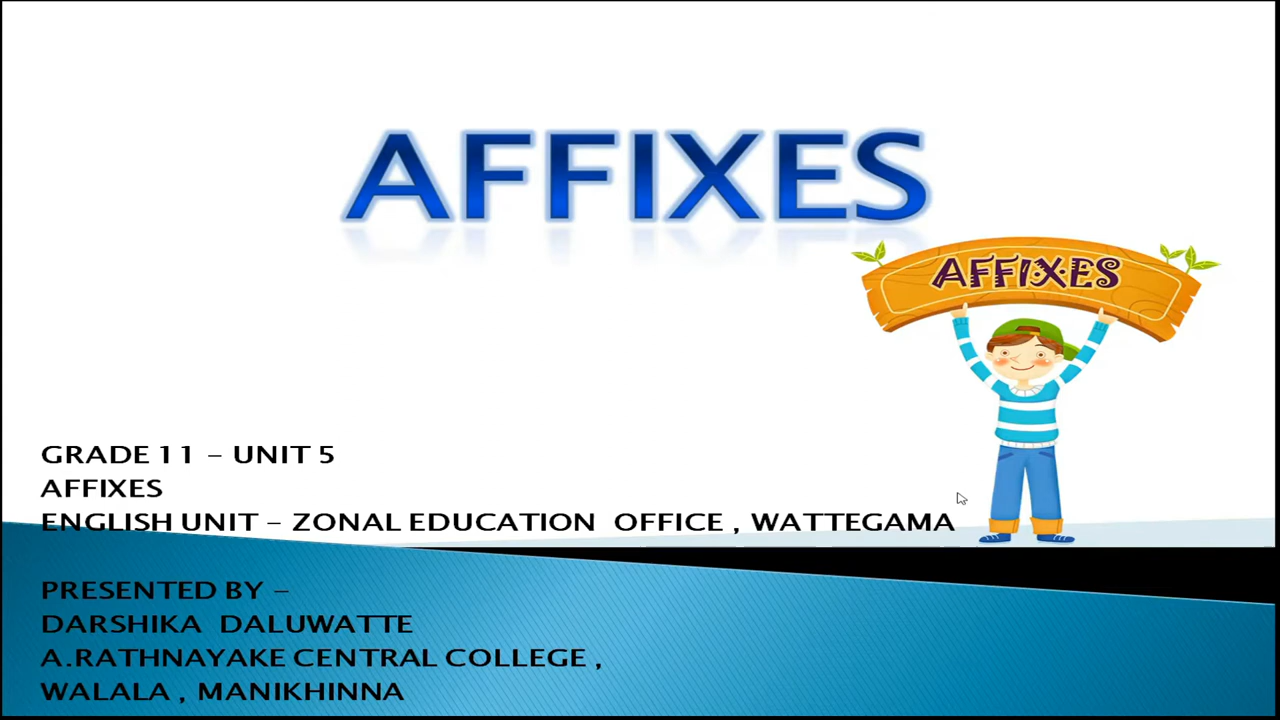 AFFIXES
AFFIXES
GRADE 11 – UNIT 5
AFFIXES
ENGLISH UNIT – ZONAL EDUCATION OFFICE , WATTEGAMA
PRESENTED BY –
DARSHIKA DALUWATTE
A.RATHNAYAKE CENTRAL COLLEGE ,
WALALA , MANIKHINNA